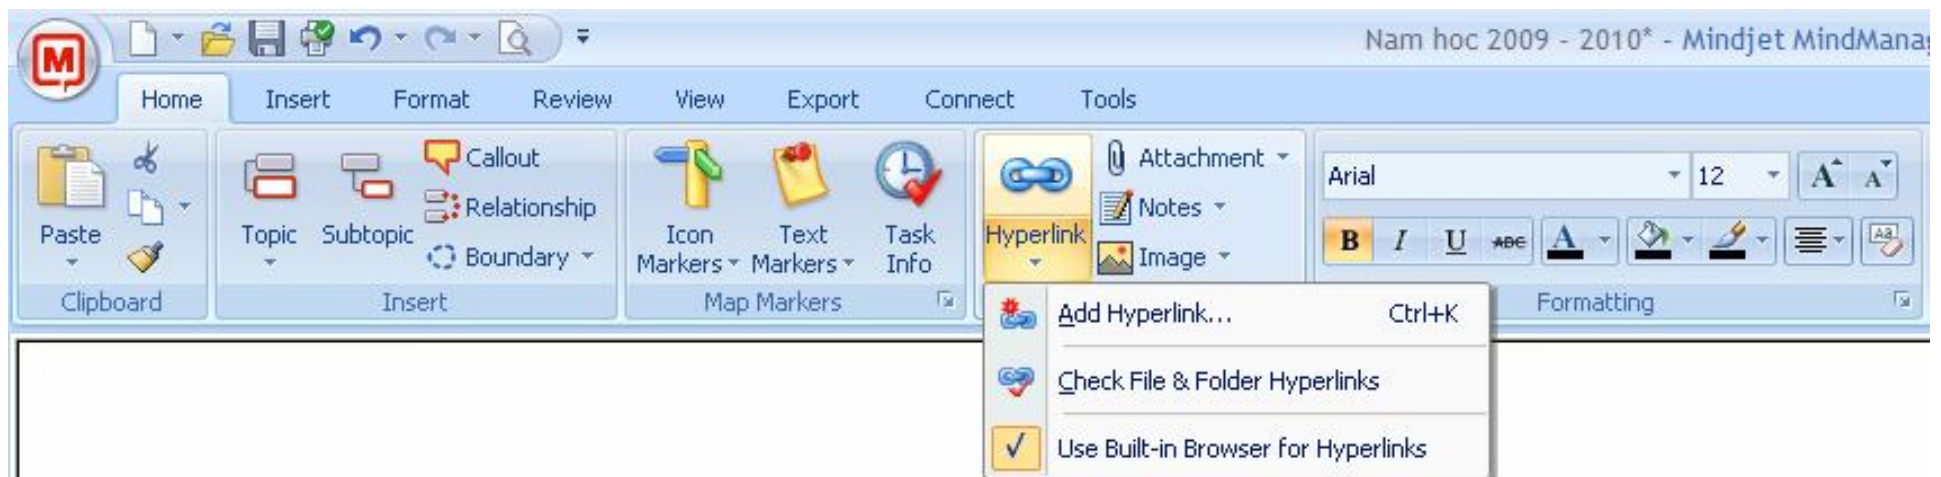 Nam hoc 2009 - 2010* - Mindjet MindMana
M
Home Insert Format Review View Export Connect Tools
Callout
Attachment
Arial 12 A A
Relationship
Notes
Paste Topic Subtopic Icon Markers Text Markers Task Info Hyperlink
B I U ABC A Aa
Boundary
Image
Clipboard Insert Map Markers Formatting
Add Hyperlink... Ctrl+K
Check File & Folder Hyperlinks
Use Built-in Browser for Hyperlinks